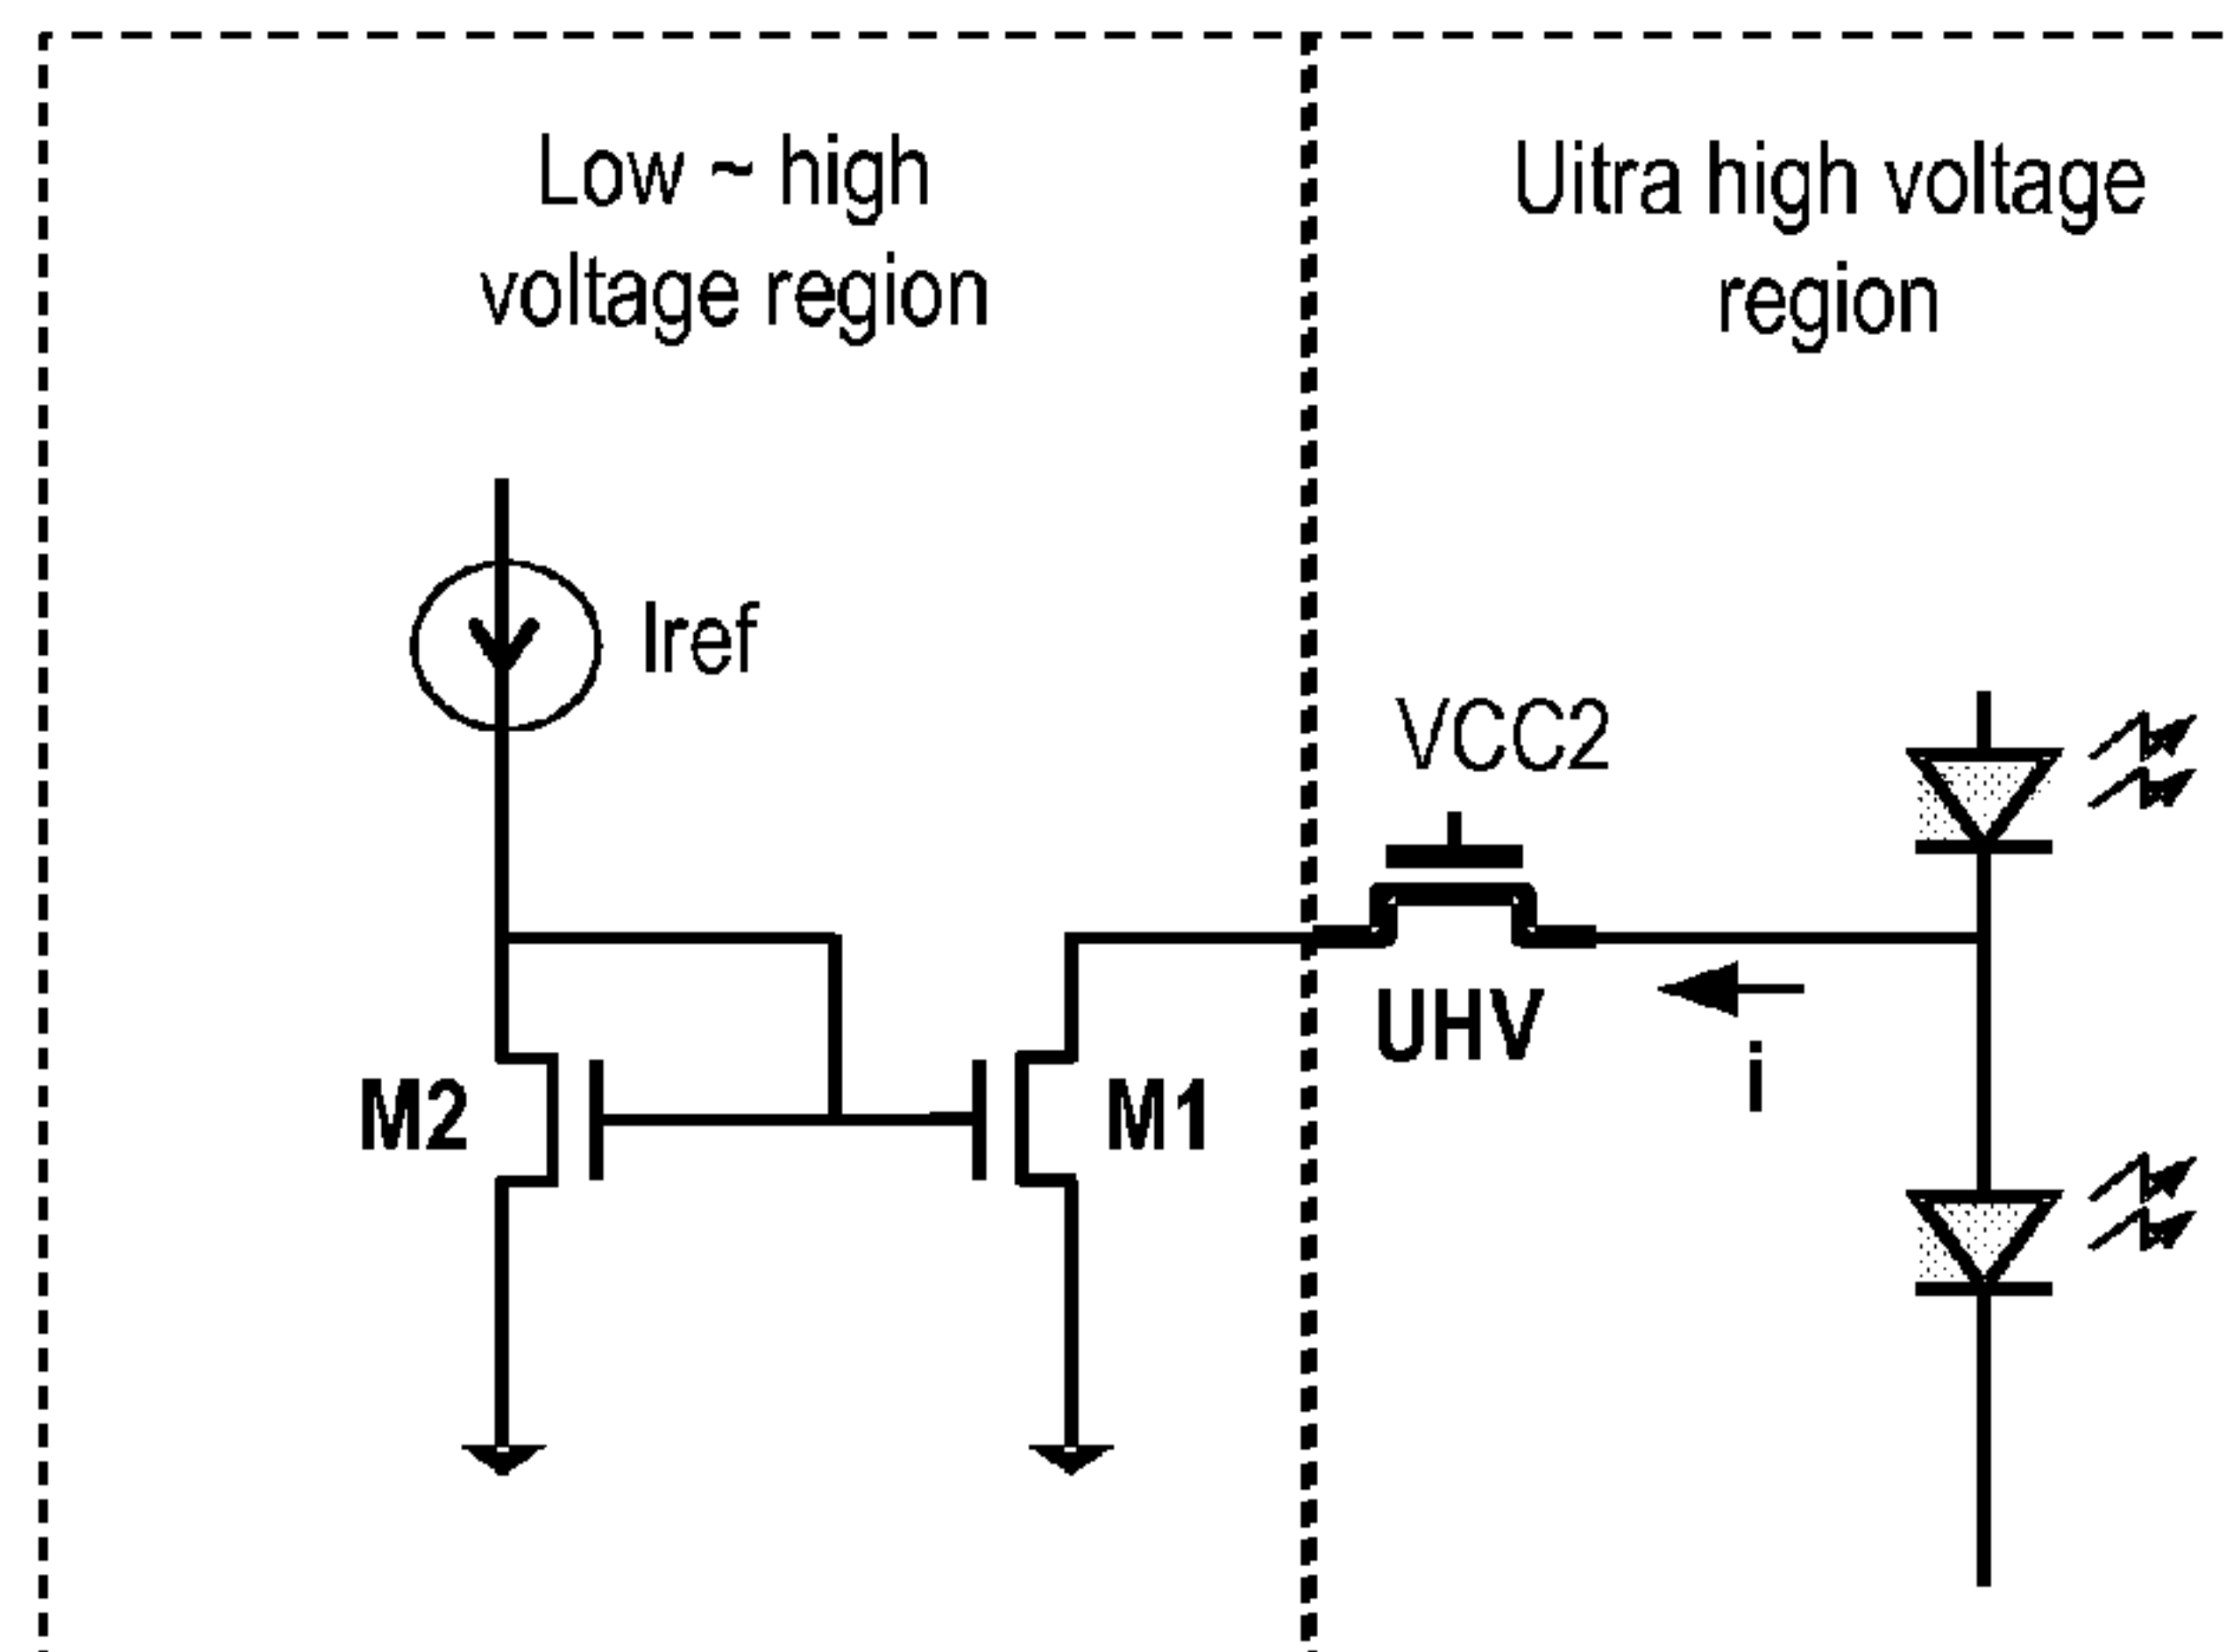 Low ~ high
voltage region
Uitra high voltage
region
Iref
VCC2
UHV
i
M2
M1